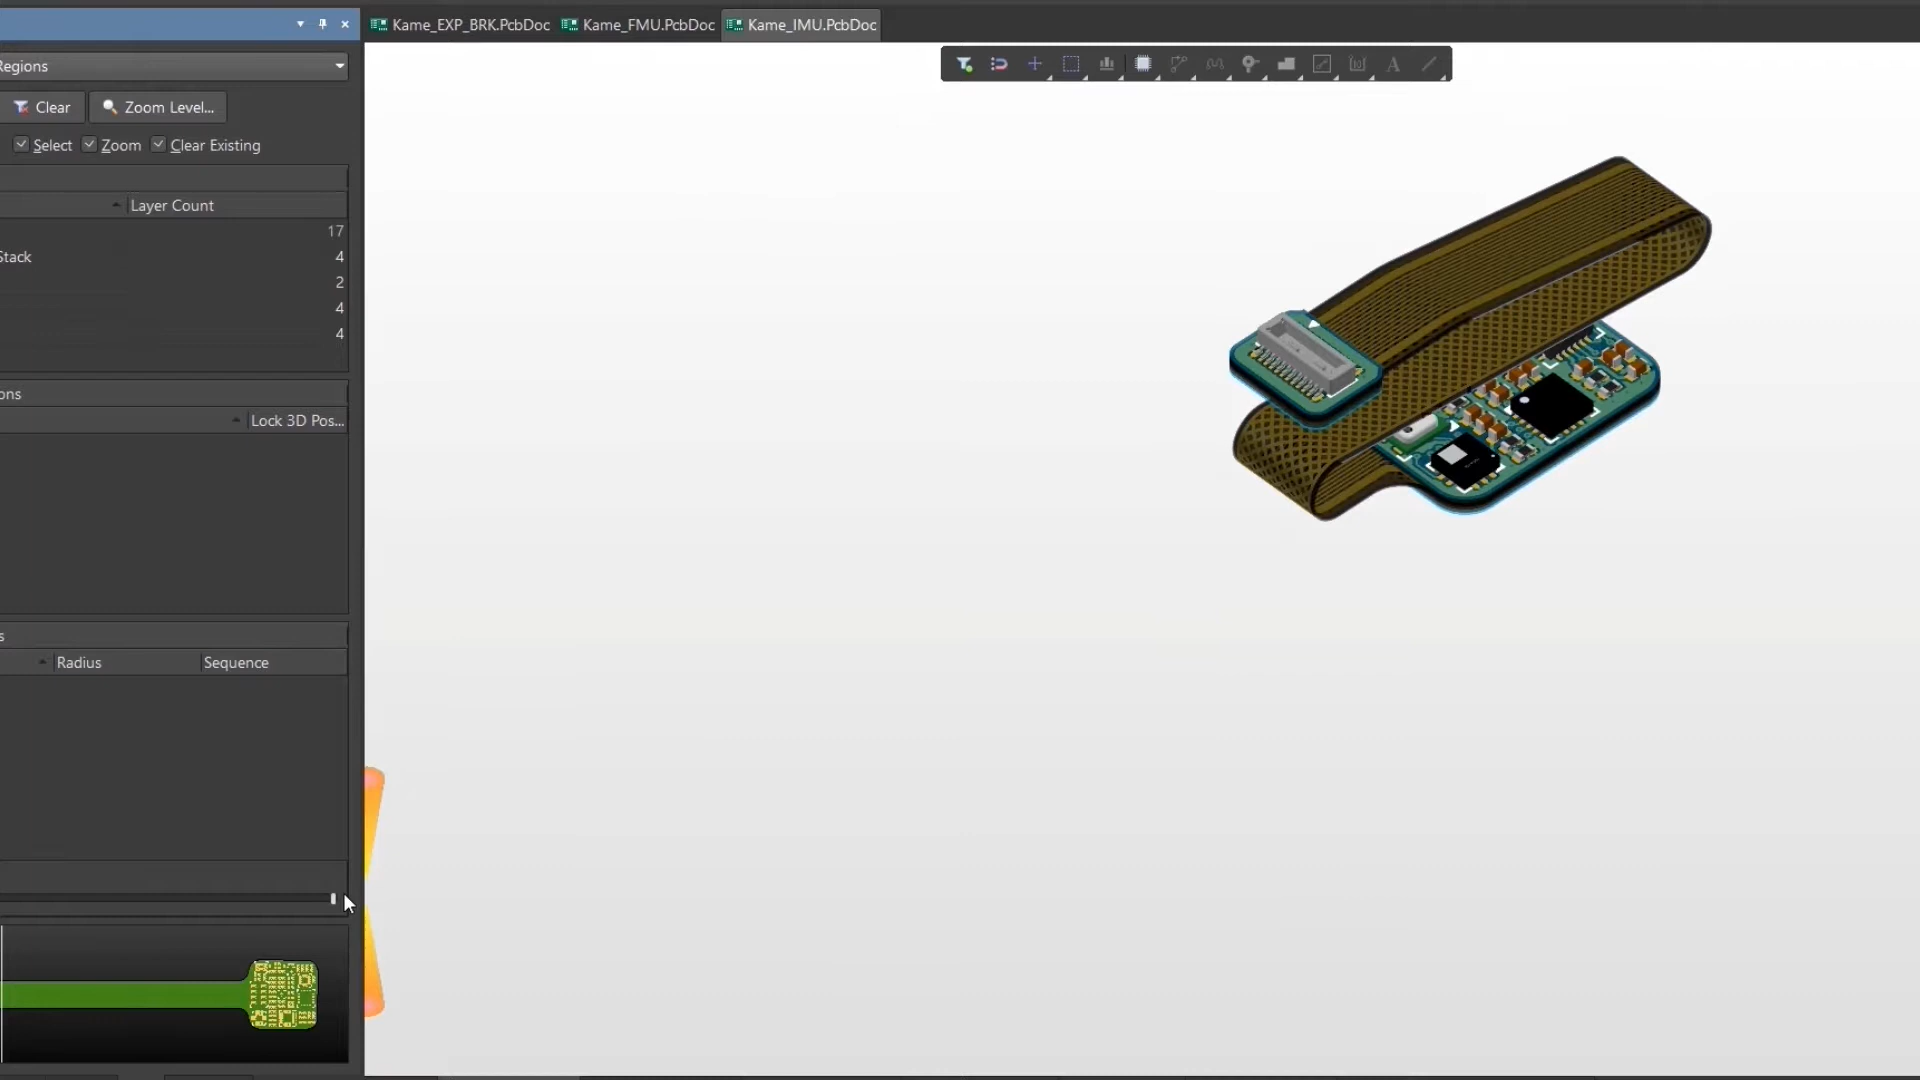 Kame_EXP_BRK.PcbDoc
Kame_FMU.PcbDoc
Kame_IMU.PcbDoc
Regions
Clear
Zoom Level...
Select
Zoom
Clear Existing
Layer Count
17
Stack
4
2
4
4
ons
Lock 3D Pos...
s
Radius
Sequence